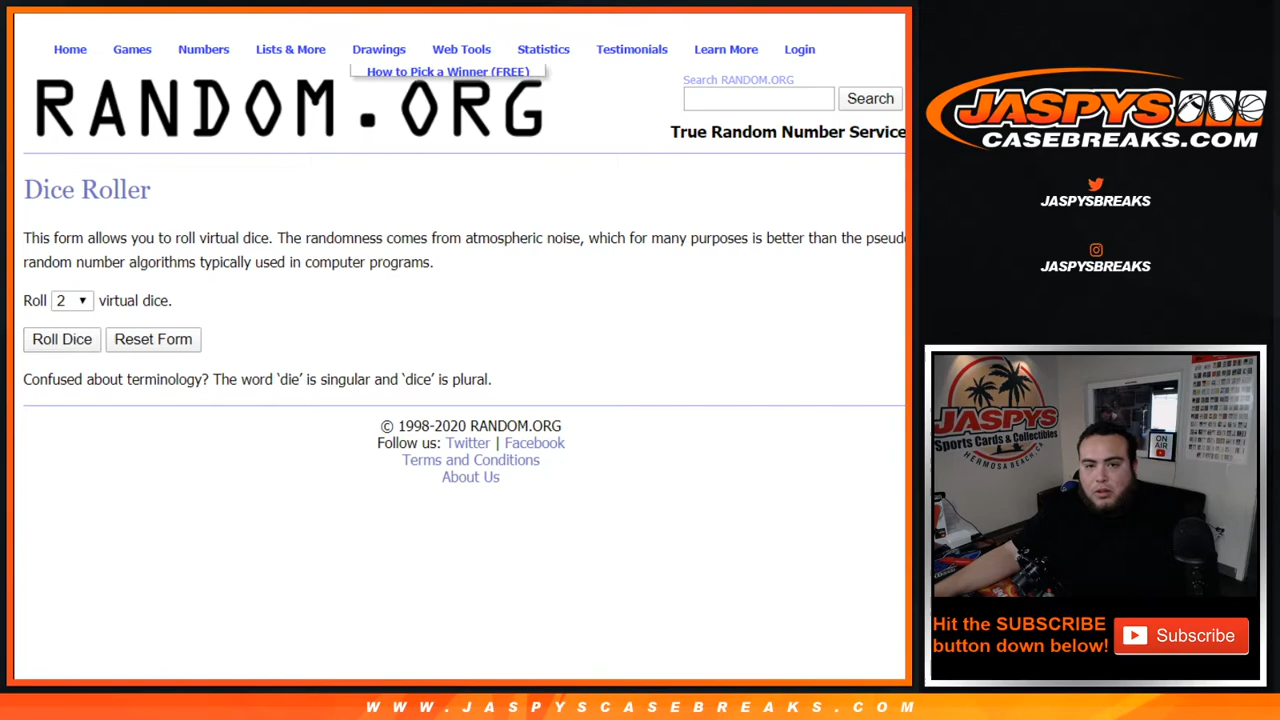 Home Games Numbers Lists & More Drawings Web Tools Statistics Testimonials Learn More Login
How to Pick a Winner (FREE)
Search RANDOM.ORG
Search
RANDOM.ORG
True Random Number Service
Dice Roller
This form allows you to roll virtual dice. The randomness comes from atmospheric noise, which for many purposes is better than the pseudo
random number algorithms typically used in computer programs.
Roll 2 virtual dice.
Roll Dice Reset Form
Confused about terminology? The word ‘die’ is singular and ‘dice’ is plural.
© 1998-2020 RANDOM.ORG
Follow us: Twitter | Facebook
Terms and Conditions
About Us
JASPYS
CASEBREAKS.COM
JASPYSBREAKS
JASPYSBREAKS
JASPYS
Sports Cards & Collectibles
HERMOSA BEACH, CA
ON
AIR
Hit the SUBSCRIBE
button down below!
Subscribe
WWW.JASPYSCASEBREAKS.COM